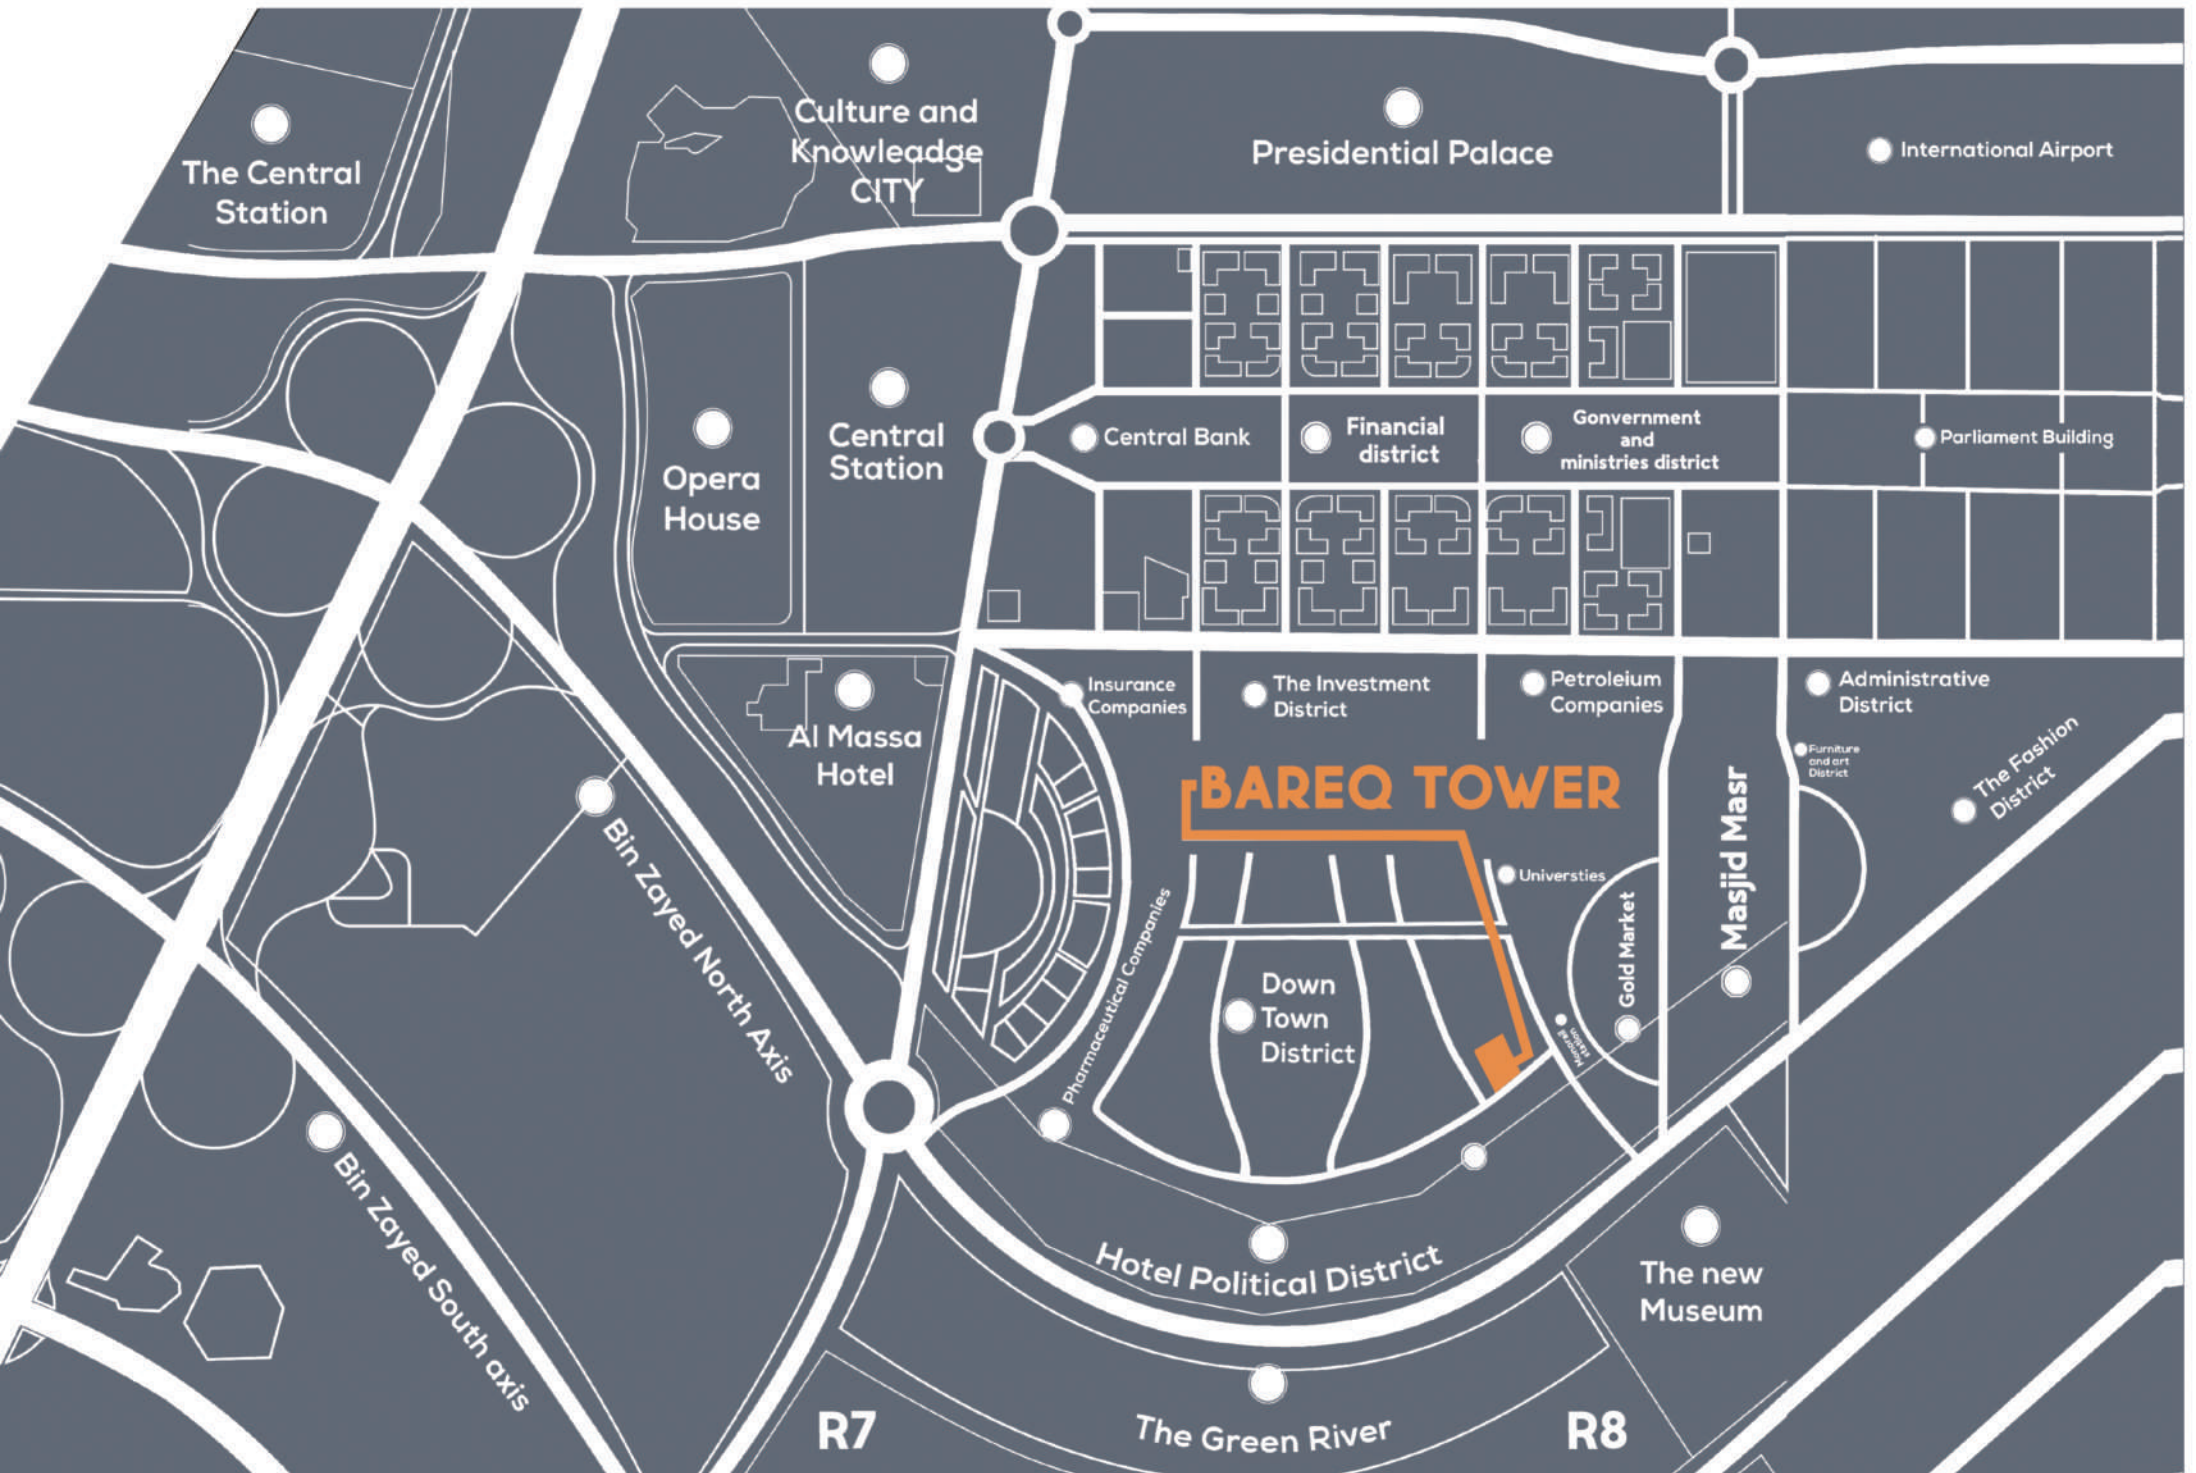 Culture and
Knowleadge
CITY
The Central
Station
Presidential Palace
International Airport
Opera
House
Central
Station
Central Bank
Financial
district
Gonvernment
and
ministries district
Parliament Building
Al Massa
Hotel
Insurance
Companies
The Investment
District
Petroleium
Companies
Administrative
District
Furniture
and art
District
The Fashion
District
BAREQ TOWER
Masjid Masr
Universties
Gold Market
Pharmaceutical Companies
Down
Town
District
Monorail
station
Bin Zayed North Axis
Bin Zayed South axis
Hotel Political District
The new
Museum
The Green River
R7
R8